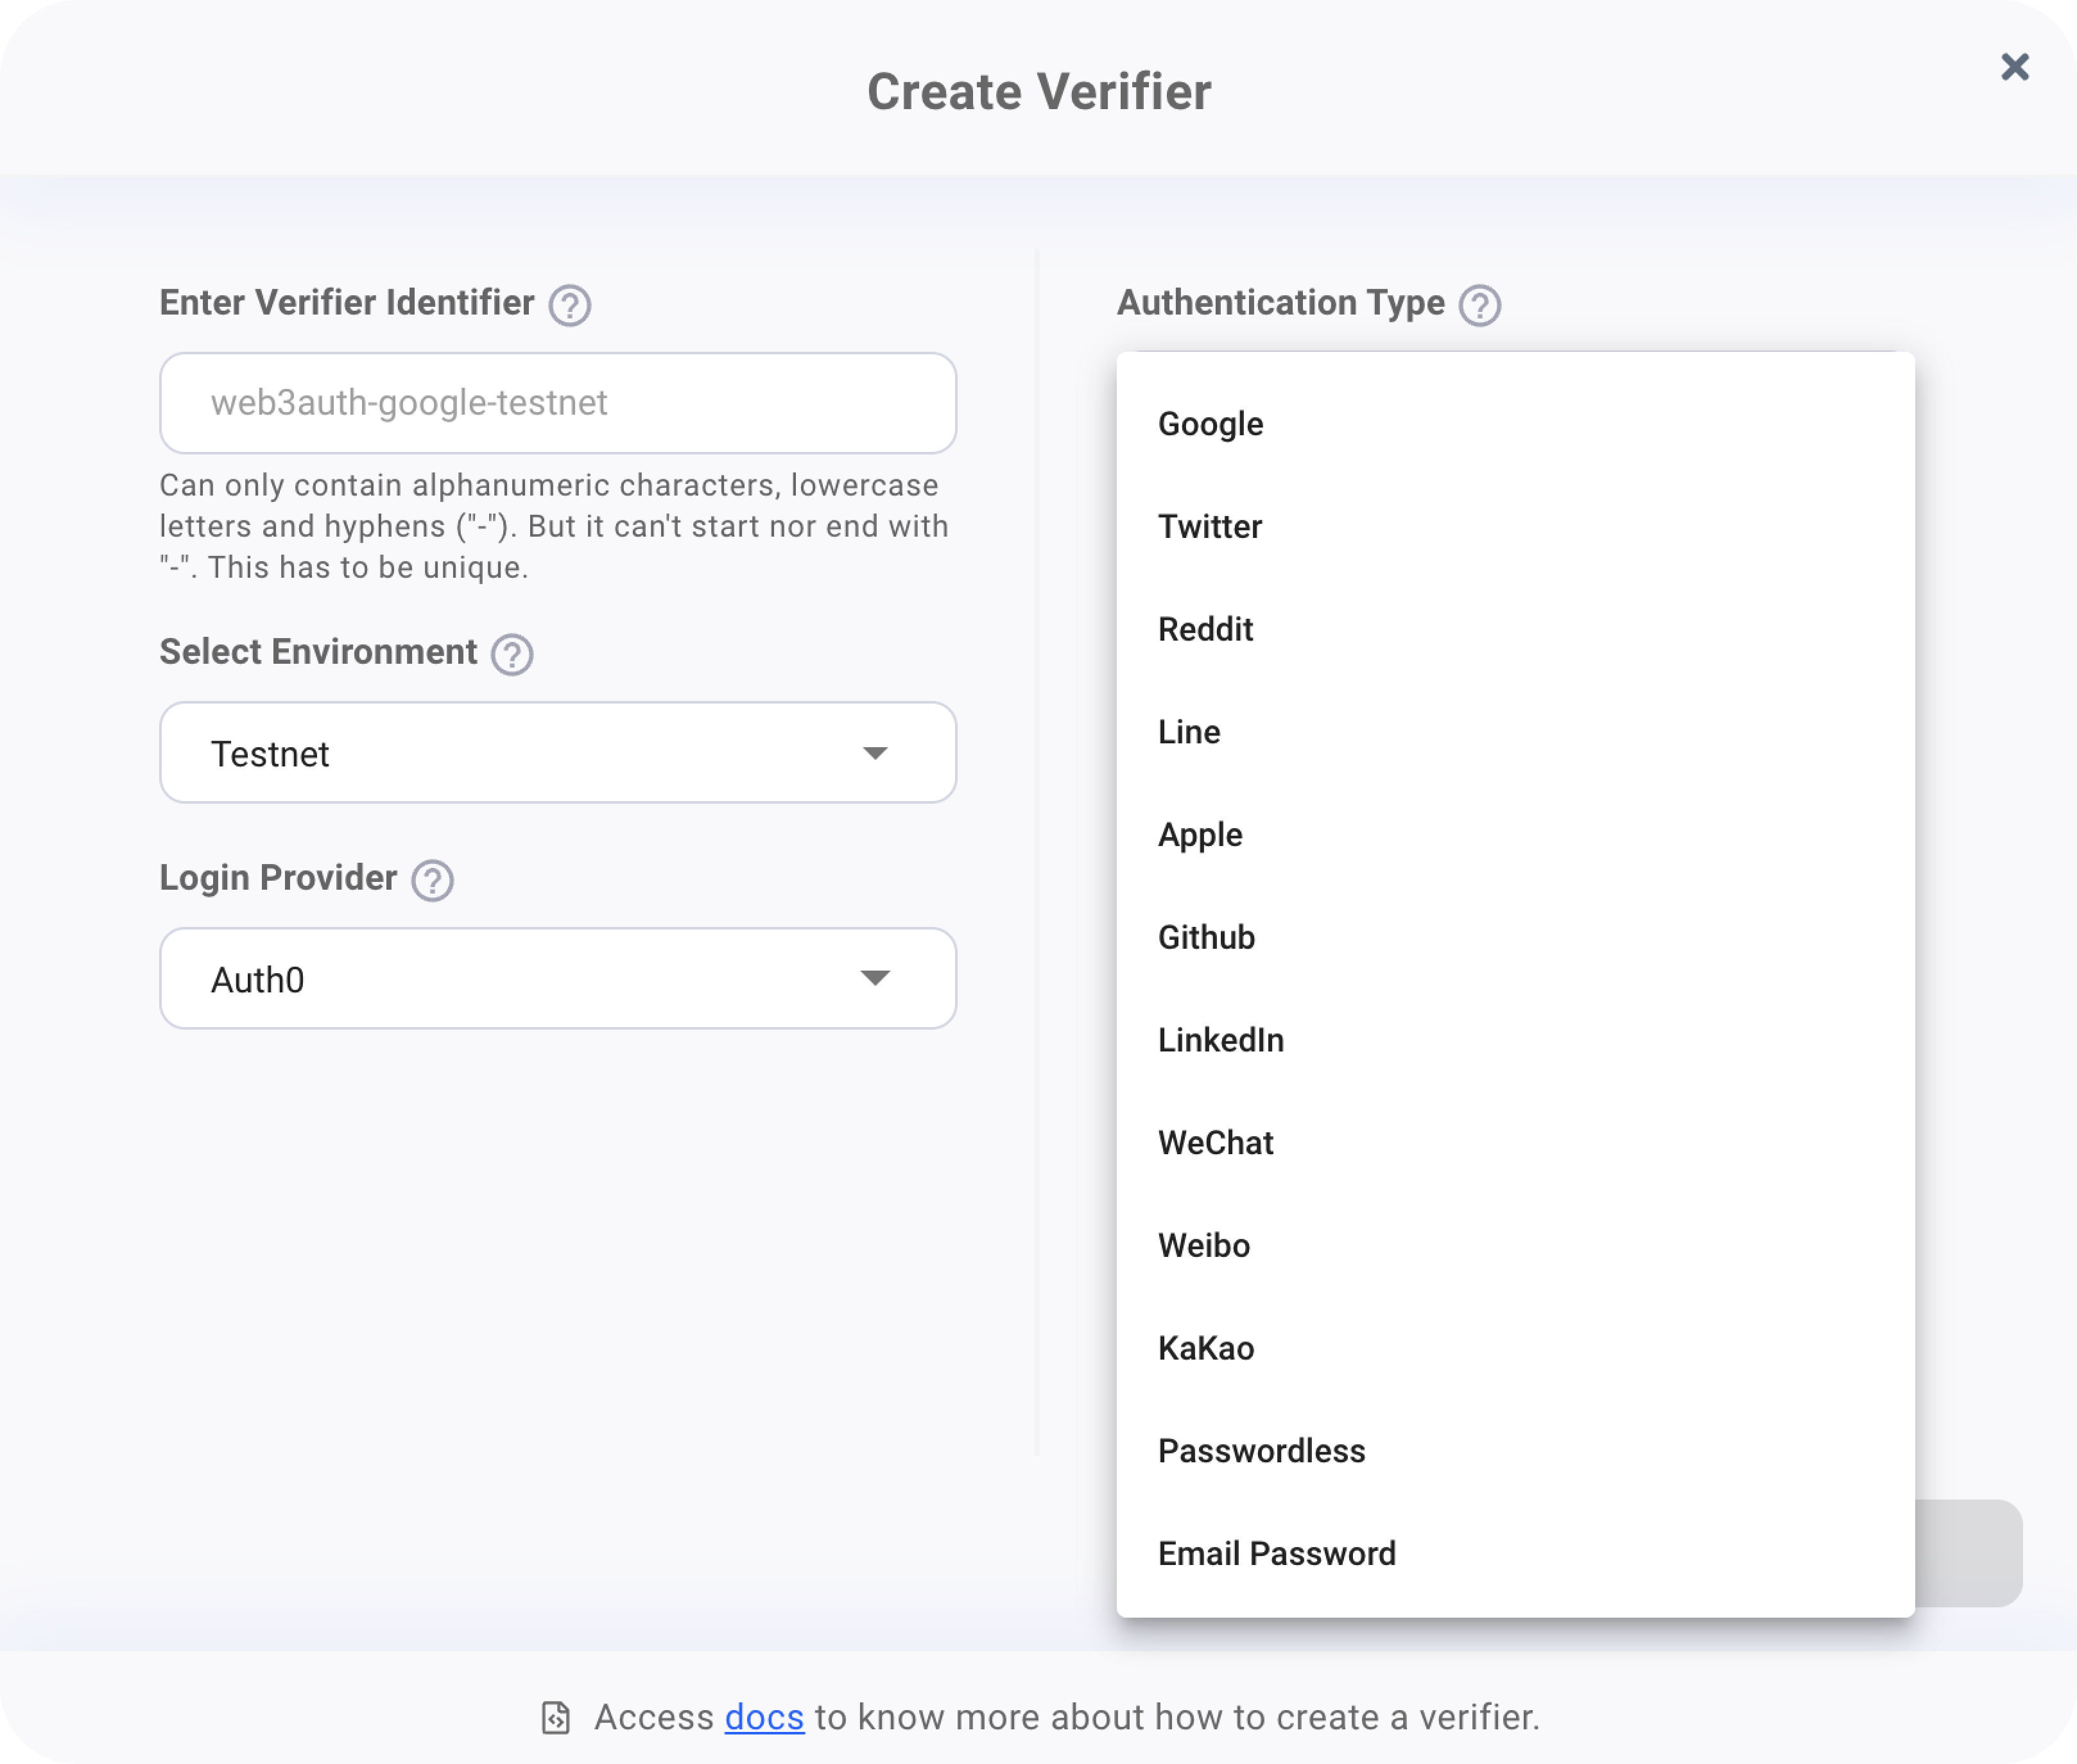 Create Verifier
Enter Verifier Identifier
web3auth-google-testnet
Can only contain alphanumeric characters, lowercase
letters and hyphens ("-"). But it can't start nor end with
"-". This has to be unique.
Select Environment
Testnet
Login Provider
Auth0
Authentication Type
Google
Twitter
Reddit
Line
Apple
Github
LinkedIn
WeChat
Weibo
KaKao
Passwordless
Email Password
Access docs to know more about how to create a verifier.